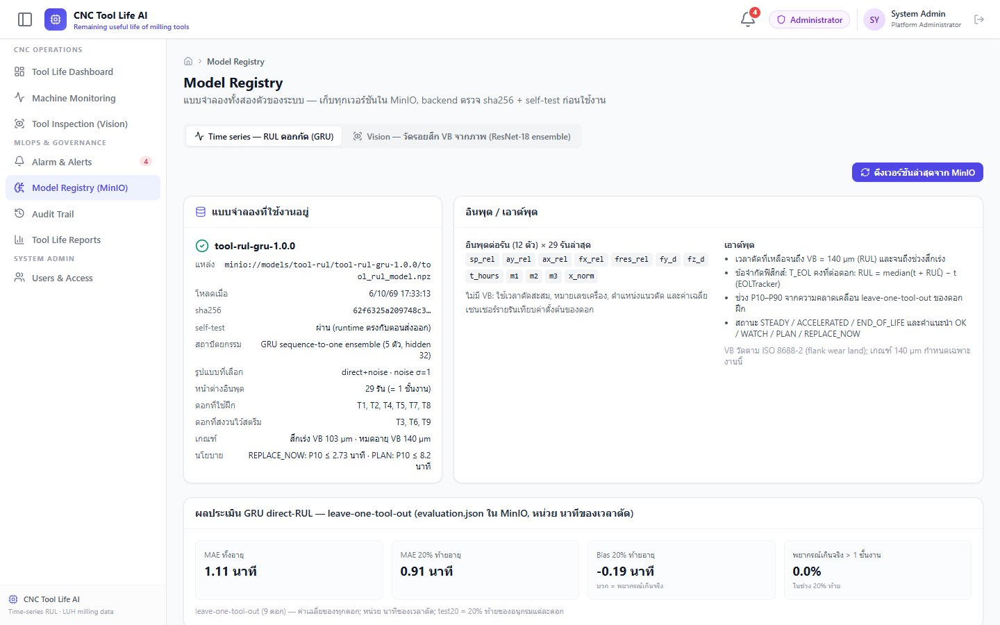 CNC Tool Life AI
Remaining useful life of milling tools
4
Administrator
SY
System Admin
Platform Administrator
CNC OPERATIONS
Tool Life Dashboard
Machine Monitoring
Tool Inspection (Vision)
MLOPS & GOVERNANCE
Alarm & Alerts
4
Model Registry (MinIO)
Audit Trail
Tool Life Reports
SYSTEM ADMIN
Users & Access
CNC Tool Life AI
Time-series RUL · LUH milling data
Model Registry
Model Registry
แบบจำลองทั้งสองตัวของระบบ — เก็บทุกเวอร์ชันใน MinIO, backend ตรวจ sha256 + self-test ก่อนใช้งาน
Time series — RUL ดอกกัด (GRU)
Vision — วัดรอยสึก VB จากภาพ (ResNet-18 ensemble)
ดึงเวอร์ชันล่าสุดจาก MinIO
แบบจำลองที่ใช้งานอยู่
tool-rul-gru-1.0.0
แหล่ง minio://models/tool-rul/tool-rul-gru-1.0.0/to
ol_rul_model.npz
โหลดเมื่อ 6/10/69 17:33:13
sha256 62f6325a209748c3…
self-test ผ่าน (runtime ตรงกับตอนส่งออก)
สถาปัตยกรรม GRU sequence-to-one ensemble (5 ตัว, hidden
32)
รูปแบบที่เลือก direct+noise · noise σ=1
หน้าต่างอินพุต 29 รัน (= 1 ชิ้นงาน)
ดอกที่ใช้ฝึก T1, T2, T4, T5, T7, T8
ดอกที่สงวนไว้สตรีม T3, T6, T9
เกณฑ์ สึกเร่ง VB 103 µm · หมดอายุ VB 140 µm
นโยบาย REPLACE_NOW: P10 ≤ 2.73 นาที · PLAN: P10 ≤ 8.2
นาที
อินพุต / เอาต์พุต
อินพุตต่อรัน (12 ตัว) × 29 รันล่าสุด
sp_rel ay_rel ax_rel fx_rel fres_rel fy_d fz_d
t_hours m1 m2 m3 x_norm
ไม่มี VB: ใช้เวลาตัดสะสม, หมายเลขเครื่อง, ตำแหน่งแนวตัด และค่าเฉลี่ย
เซนเซอร์รายรันเทียบค่าตั้งต้นของดอก
เอาต์พุต
เวลาตัดที่เหลือจนถึง VB = 140 µm (RUL) และจนถึงช่วงสึกเร่ง
ข้อจำกัดฟิสิกส์: T_EOL คงที่ต่อดอก: RUL = median(t + RUL̂) − t
(EOLTracker)
ช่วง P10–P90 จากความคลาดเคลื่อน leave-one-tool-out ของดอก
ฝึก
สถานะ STEADY / ACCELERATED / END_OF_LIFE และคำแนะนำ OK
/ WATCH / PLAN / REPLACE_NOW
VB วัดตาม ISO 8688-2 (flank wear land); เกณฑ์ 140 µm กำหนดเฉพาะ
งานนี้
ผลประเมิน GRU direct-RUL — leave-one-tool-out (evaluation.json ใน MinIO, หน่วย นาทีของเวลาตัด)
MAE ทั้งอายุ
1.11 นาที
MAE 20% ท้ายอายุ
0.91 นาที
Bias 20% ท้ายอายุ
-0.19 นาที
บวก = พยากรณ์เกินจริง
พยากรณ์เกินจริง > 1 ชิ้นงาน
0.0%
ในช่วง 20% ท้าย
leave-one-tool-out (9 ดอก) — ค่าเฉลี่ยของทุกดอก; หน่วย นาทีของเวลาตัด; test20 = 20% ท้ายของอนุกรมแต่ละดอก